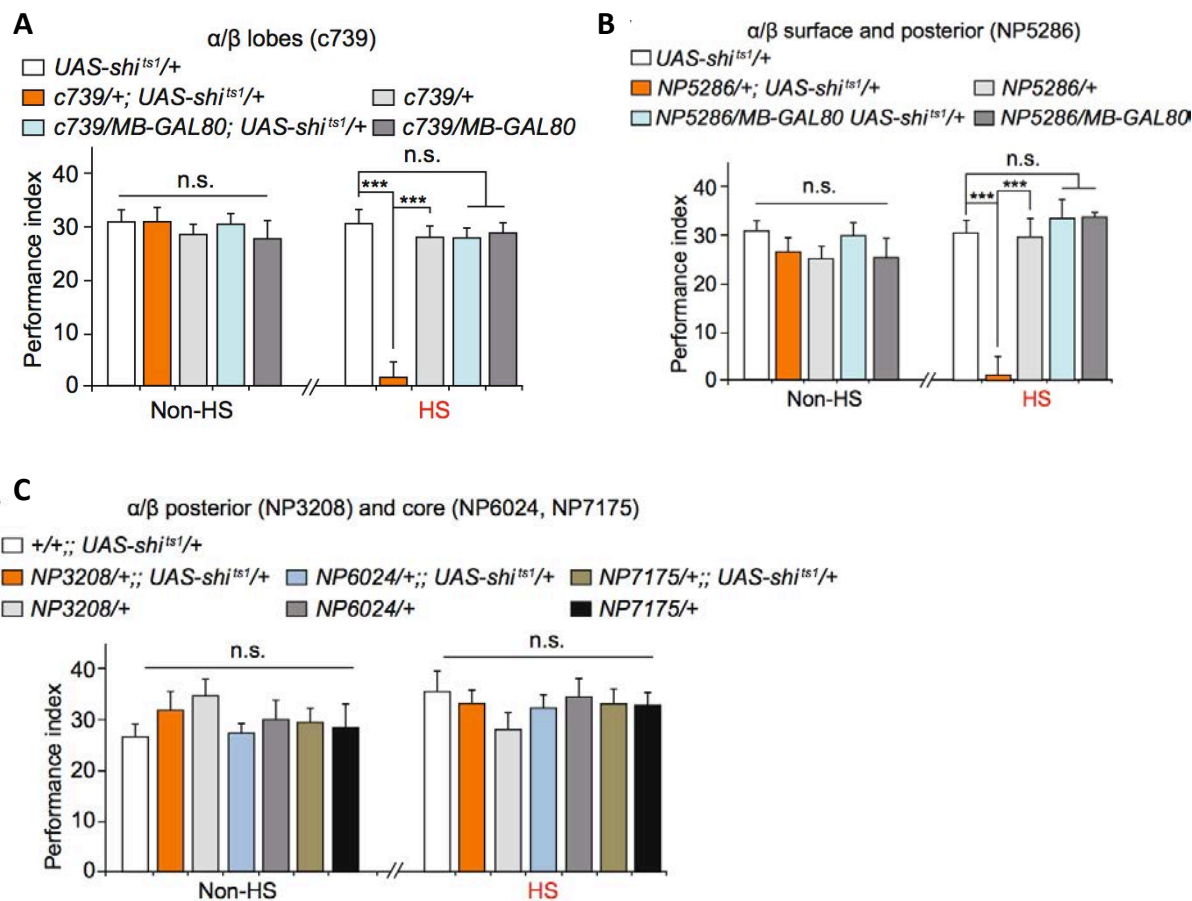 A
α/β lobes (c739)
UAS-shi^ts1/+
c739/+; UAS-shi^ts1/+ c739/+
c739/MB-GAL80; UAS-shi^ts1/+ c739/MB-GAL80
Performance index
40
30
20
10
0
n.s.
n.s.
***
***
Non-HS
HS
B
α/β surface and posterior (NP5286)
UAS-shi^ts1/+
NP5286/+; UAS-shi^ts1/+ NP5286/+
NP5286/MB-GAL80 UAS-shi^ts1/+ NP5286/MB-GAL80
Performance index
40
30
20
10
0
n.s.
n.s.
***
***
Non-HS
HS
C
α/β posterior (NP3208) and core (NP6024, NP7175)
+/+;; UAS-shi^ts1/+
NP3208/+;; UAS-shi^ts1/+ NP6024/+;; UAS-shi^ts1/+ NP7175/+;; UAS-shi^ts1/+
NP3208/+ NP6024/+ NP7175/+
Performance index
40
30
20
10
0
n.s.
n.s.
Non-HS
HS